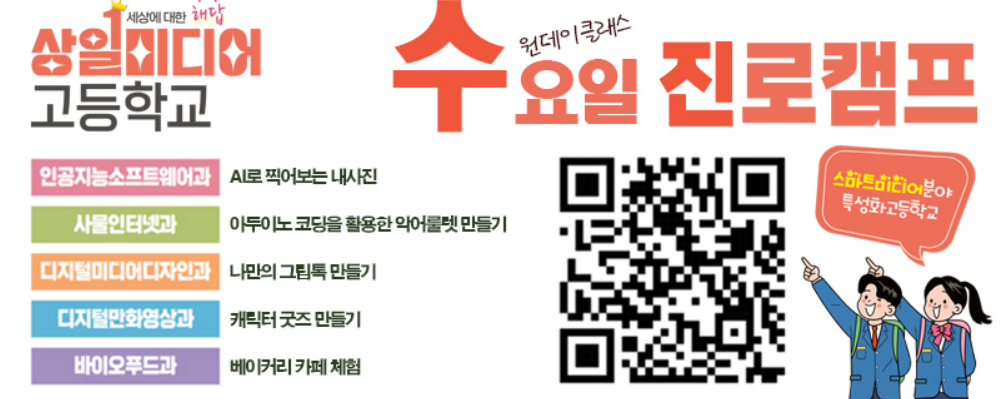 세상에 대한 해답
상일미디어
고등학교
원데이클래스
수요일 진로캠프
인공지능소프트웨어과 AI로 찍어보는 내사진
사물인터넷과 아두이노 코딩을 활용한 악어룰렛 만들기
디지털미디어디자인과 나만의 그립톡 만들기
디지털만화영상과 캐릭터 굿즈 만들기
바이오푸드과 베이커리 카페 체험
스마트미디어분야
특성화고등학교